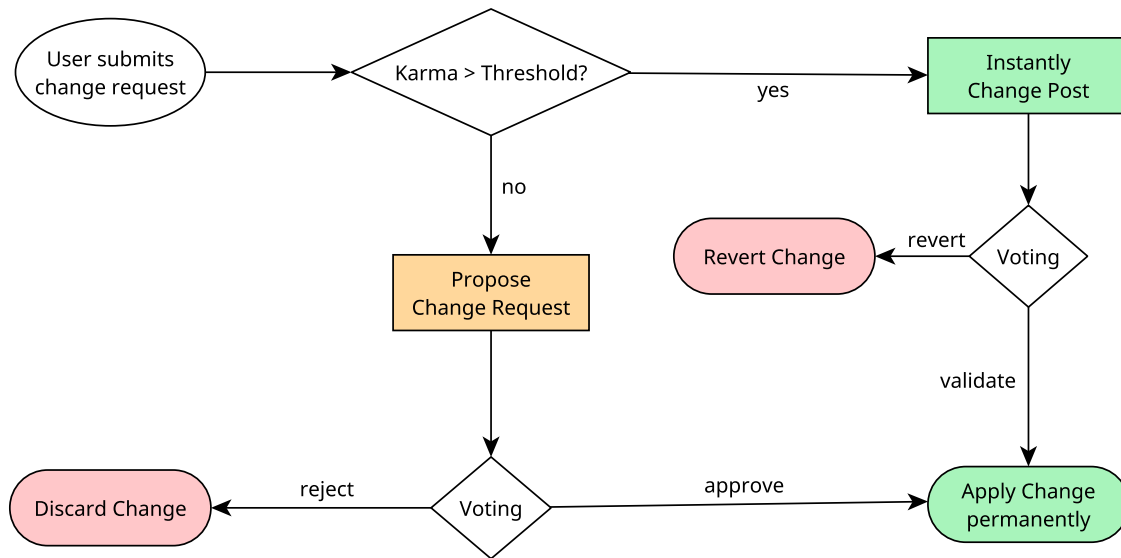 User submits
change request
Karma > Threshold?
yes
Instantly
Change Post
no
Propose
Change Request
Revert Change
revert
Voting
validate
Discard Change
reject
Voting
approve
Apply Change
permanently